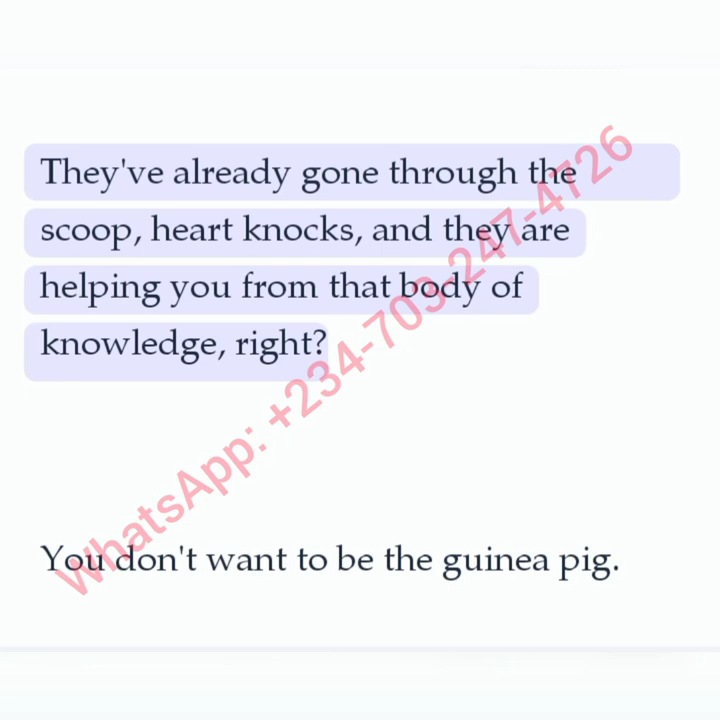 They've already gone through the
scoop, heart knocks, and they are
helping you from that body of
knowledge, right?
WhatsApp: +234-703-247-4726
You don't want to be the guinea pig.